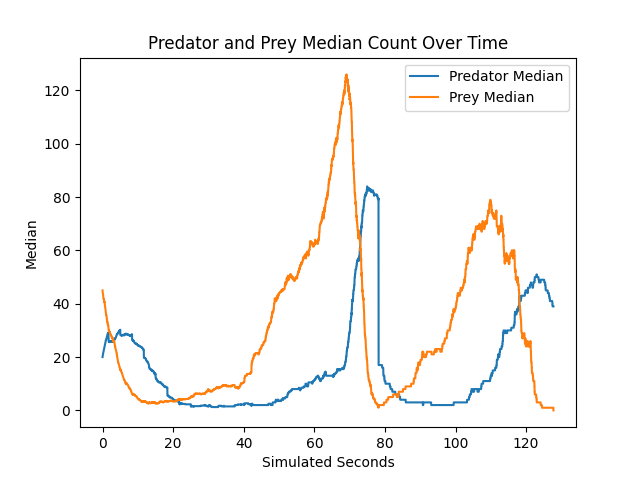 Predator and Prey Median Count Over Time
Predator Median
Prey Median
Median
120
100
80
60
40
20
0
0 20 40 60 80 100 120
Simulated Seconds